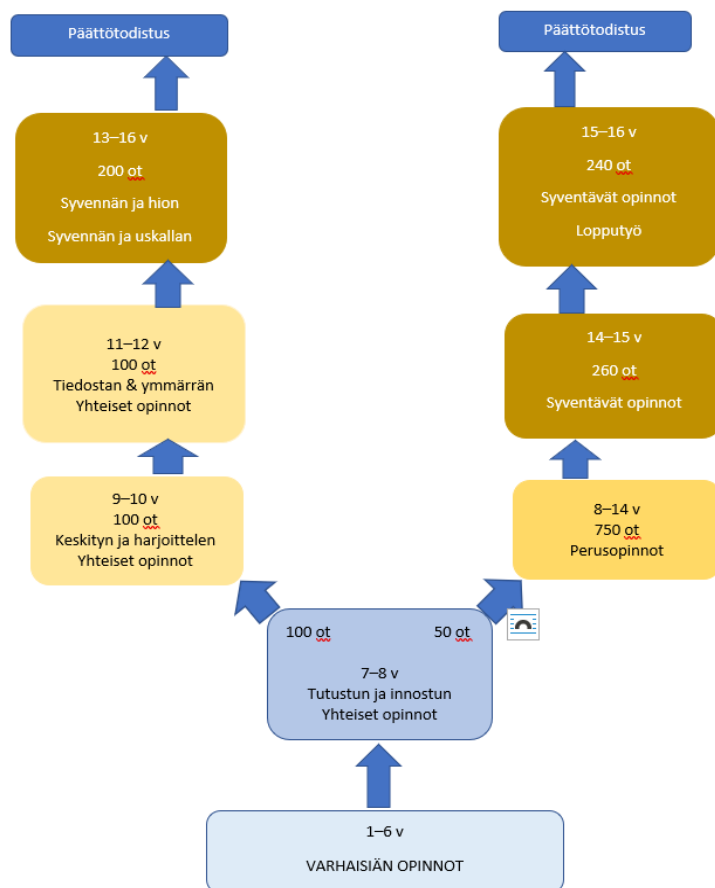 Päättötodistus
13–16 v
200 ot
Syvennän ja hion
Syvennän ja uskallan
11–12 v
100 ot
Tiedostan & ymmärrän
Yhteiset opinnot
9–10 v
100 ot
Keskityn ja harjoittelen
Yhteiset opinnot
Päättötodistus
15–16 v
240 ot
Syventävät opinnot
Lopputyö
14–15 v
260 ot
Syventävät opinnot
8–14 v
750 ot
Perusopinnot
100 ot 50 ot
7–8 v
Tutustun ja innostun
Yhteiset opinnot
1–6 v
VARHAISIÄN OPINNOT